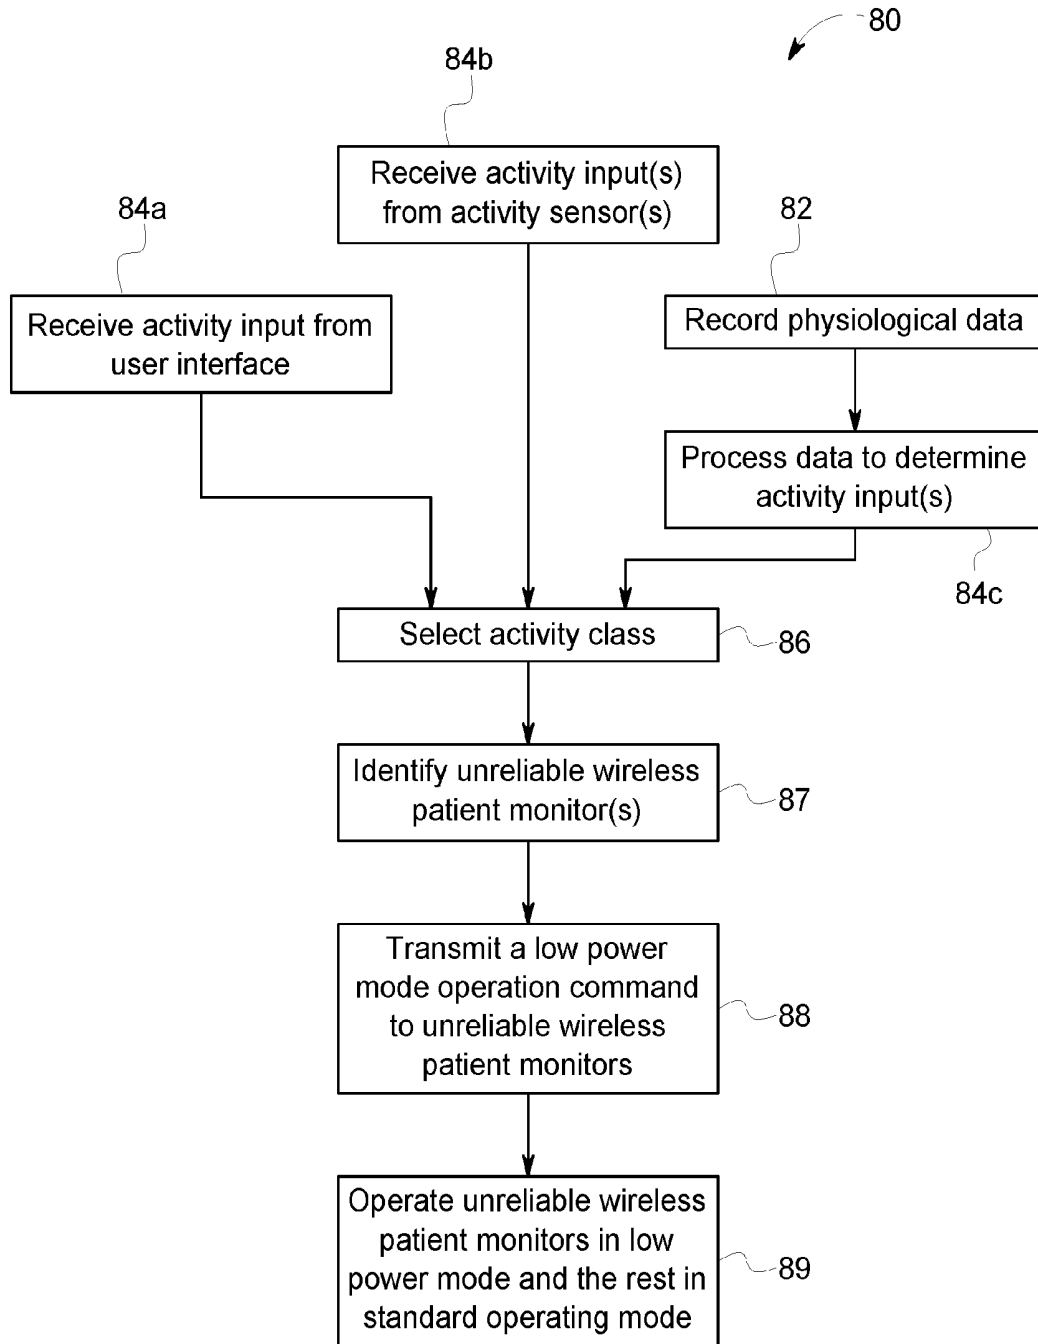 80
84b
Receive activity input(s)
from activity sensor(s)
84a
82
Receive activity input from
user interface
Record physiological data
Process data to determine
activity input(s)
84c
Select activity class
86
Identify unreliable wireless
patient monitor(s)
87
Transmit a low power
mode operation command
to unreliable wireless
patient monitors
88
Operate unreliable wireless
patient monitors in low
power mode and the rest in
standard operating mode
89